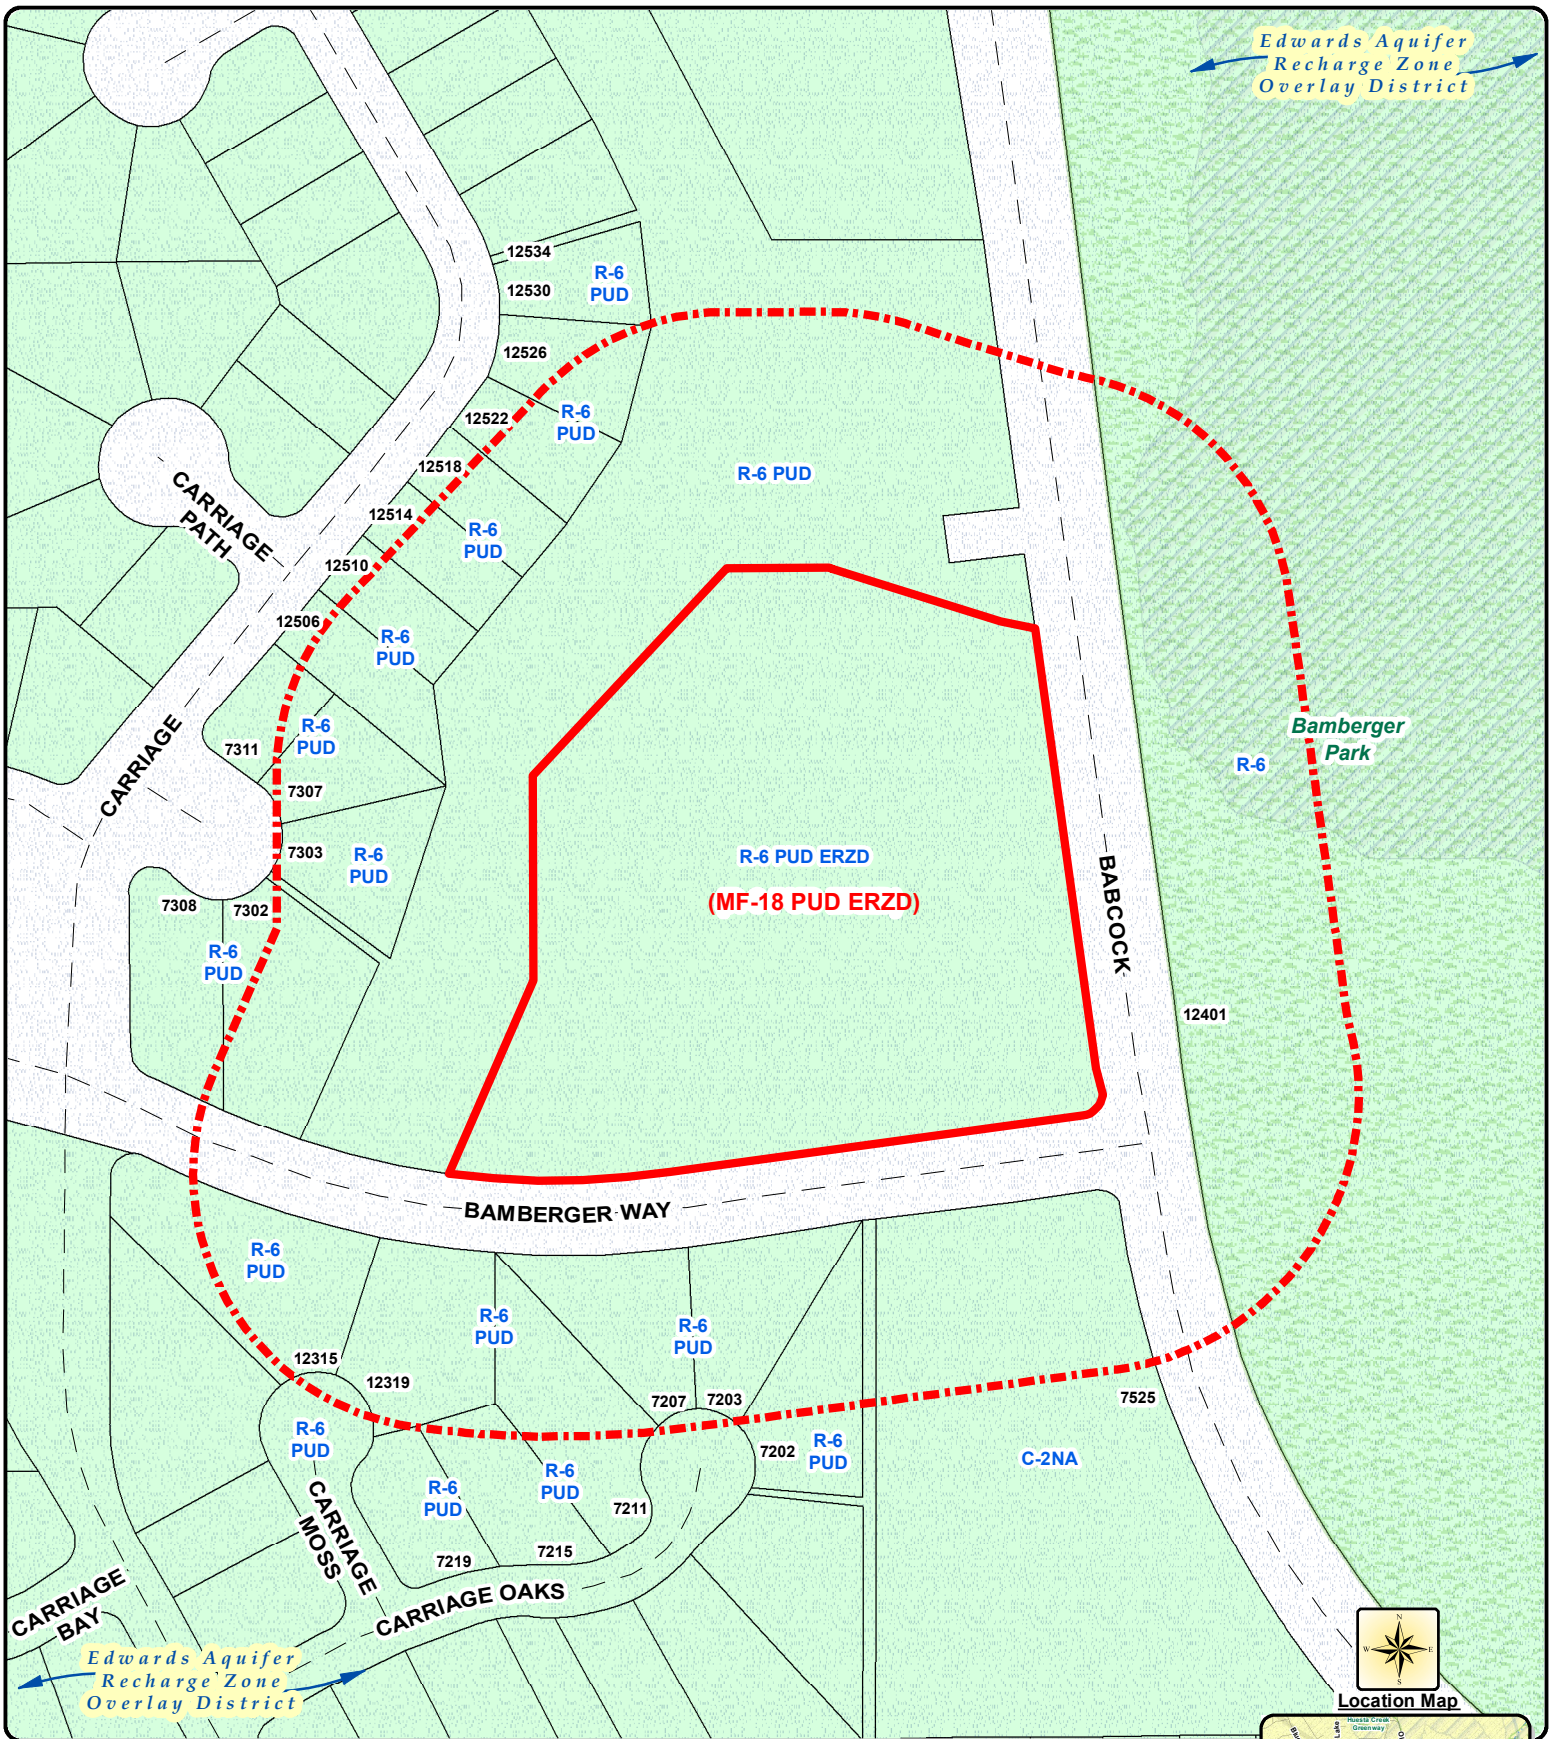 Edwards Aquifer
Recharge Zone
Overlay District
12534
R-6
PUD
12530
12526
12522
R-6
PUD
12518
R-6 PUD
CARRIAGE
PATH
12514
R-6
PUD
12510
12506
R-6
PUD
CARRIAGE
7311
R-6
PUD
Bamberger
Park
R-6
7307
7303
R-6
PUD
R-6 PUD ERZD
(MF-18 PUD ERZD)
BABCOCK
7308
7302
R-6
PUD
12401
BAMBERGER WAY
R-6
PUD
R-6
PUD
R-6
PUD
12315
12319
7207
7203
7525
R-6
PUD
7202
R-6
PUD
C-2NA
R-6
PUD
R-6
PUD
7211
CARRIAGE
MOSS
7219
7215
CARRIAGE OAKS
CARRIAGE
BAY
Edwards Aquifer
Recharge Zone
Overlay District
N
W
E
S
Location Map
Huesta Creek
Greenway
Lake